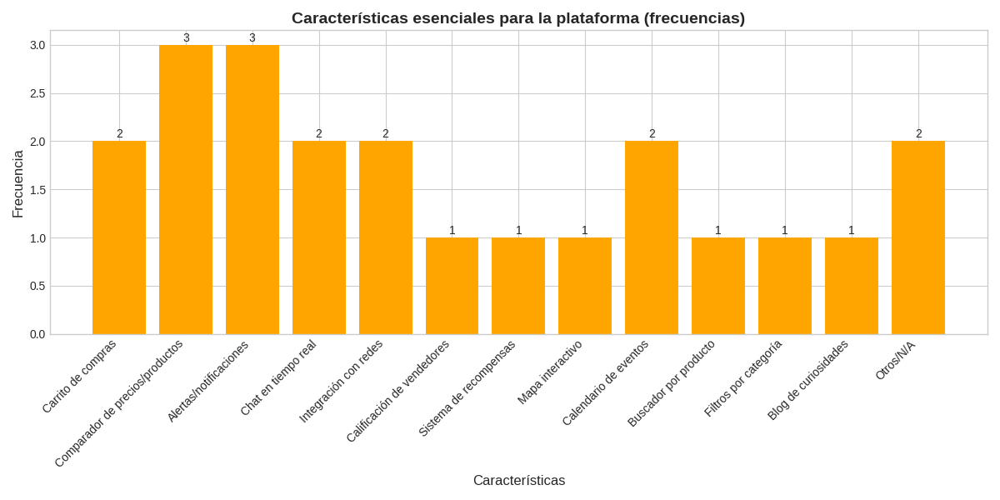 Características esenciales para la plataforma (frecuencias)
Frecuencia
3.0
2.5
2.0
1.5
1.0
0.5
0.0
2
3
3
2
2
1
1
1
2
1
1
1
2
Carrito de compras
Comparador de precios/productos
Alertas/notificaciones
Chat en tiempo real
Integración con redes
Calificación de vendedores
Sistema de recompensas
Mapa interactivo
Calendario de eventos
Buscador por producto
Filtros por categoría
Blog de curiosidades
Otros/N/A
Características